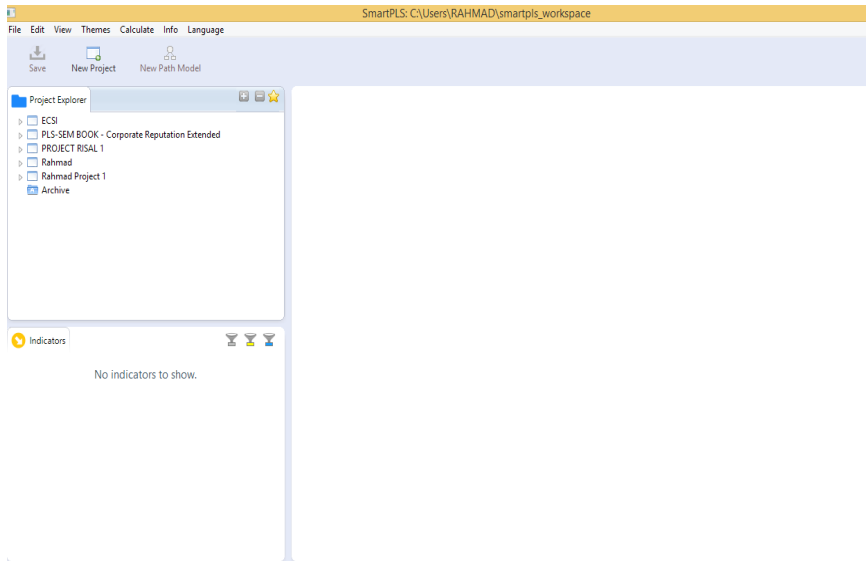 SmartPLS: C:\Users\RAHMAD\smartpls_workspace
File Edit View Themes Calculate Info Language
Save New Project New Path Model
Project Explorer
ECSI
PLS-SEM BOOK - Corporate Reputation Extended
PROJECT RISAL 1
Rahmad
Rahmad Project 1
Archive
Indicators
No indicators to show.